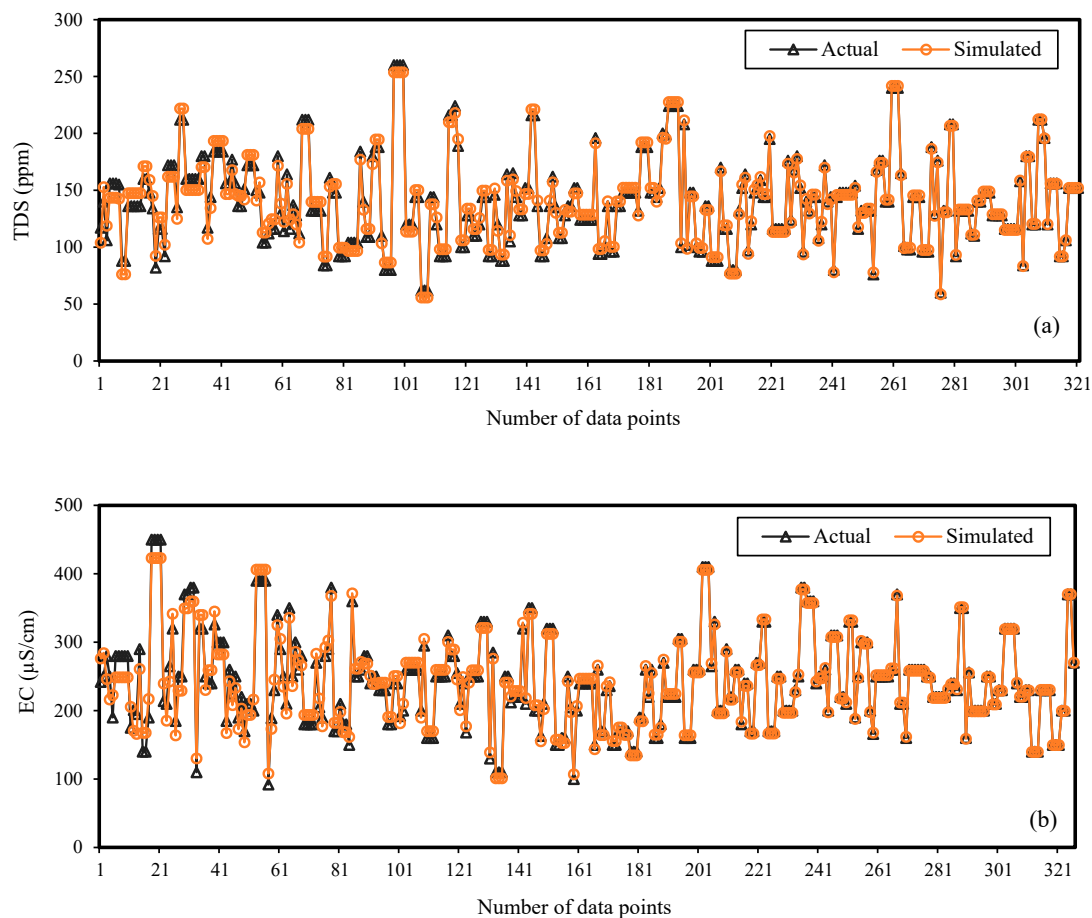 300
250
200
150
100
50
0
TDS (ppm)
Actual Simulated
(a)
1 21 41 61 81 101 121 141 161 181 201 221 241 261 281 301 321
Number of data points
500
400
300
200
100
0
EC (µS/cm)
Actual Simulated
(b)
1 21 41 61 81 101 121 141 161 181 201 221 241 261 281 301 321
Number of data points